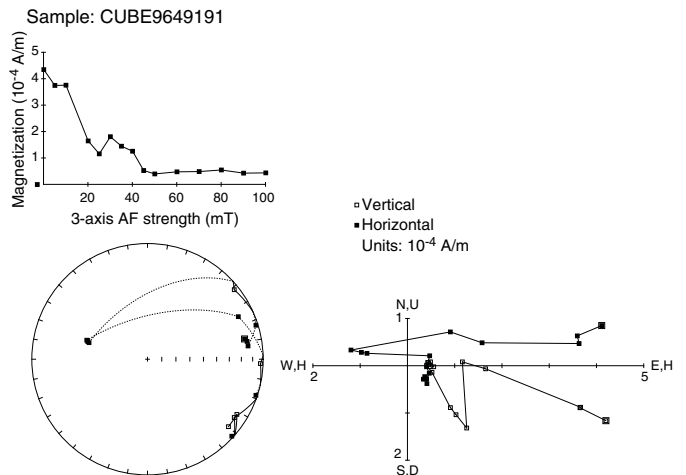 Sample: CUBE9649191
Magnetization (10-4 A/m)
5
4
3
2
1
20 40 60 80 100
3-axis AF strength (mT)
Vertical
Horizontal
Units: 10-4 A/m
N,U
1
W,H E,H
2 5
2
S,D